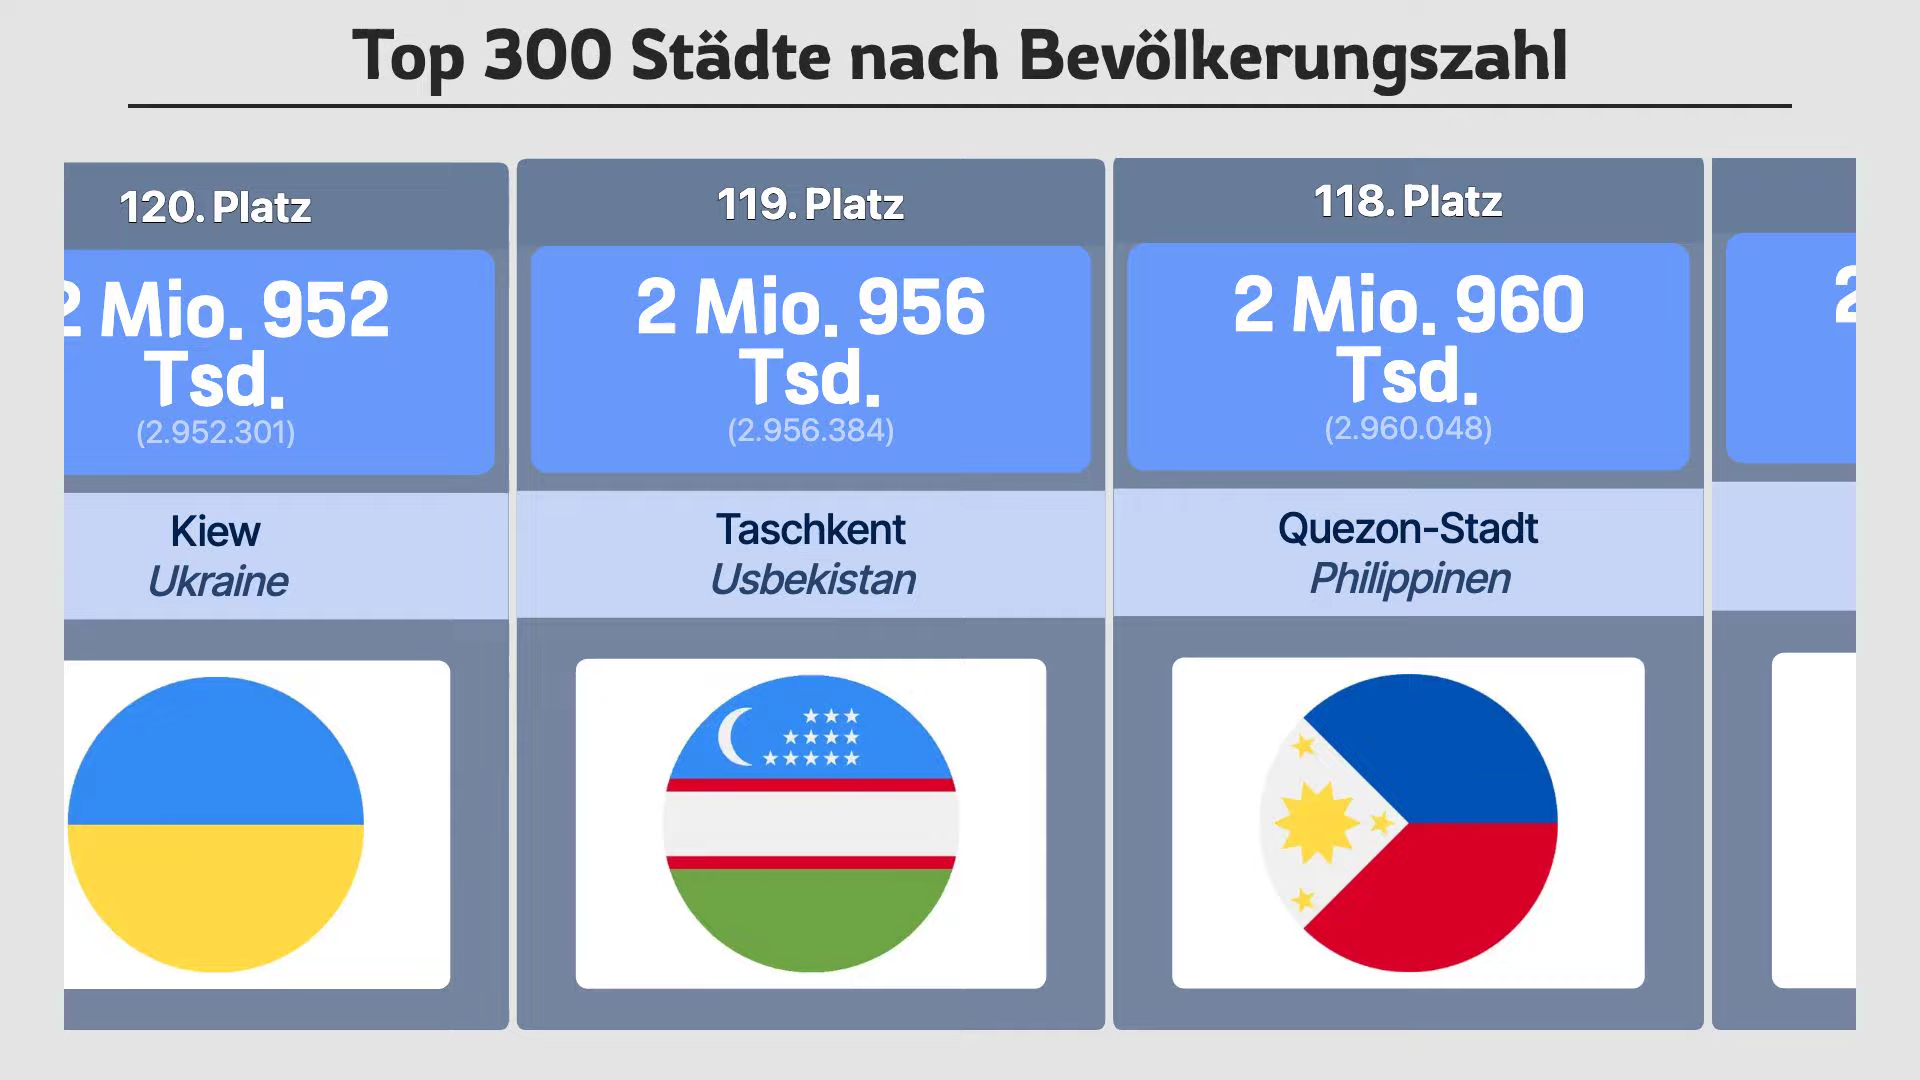 Top 300 Städte nach Bevölkerungszahl
120. Platz
2 Mio. 952
Tsd.
(2.952.301)
Kiew
Ukraine
119. Platz
2 Mio. 956
Tsd.
(2.956.384)
Taschkent
Usbekistan
118. Platz
2 Mio. 960
Tsd.
(2.960.048)
Quezon-Stadt
Philippinen
2